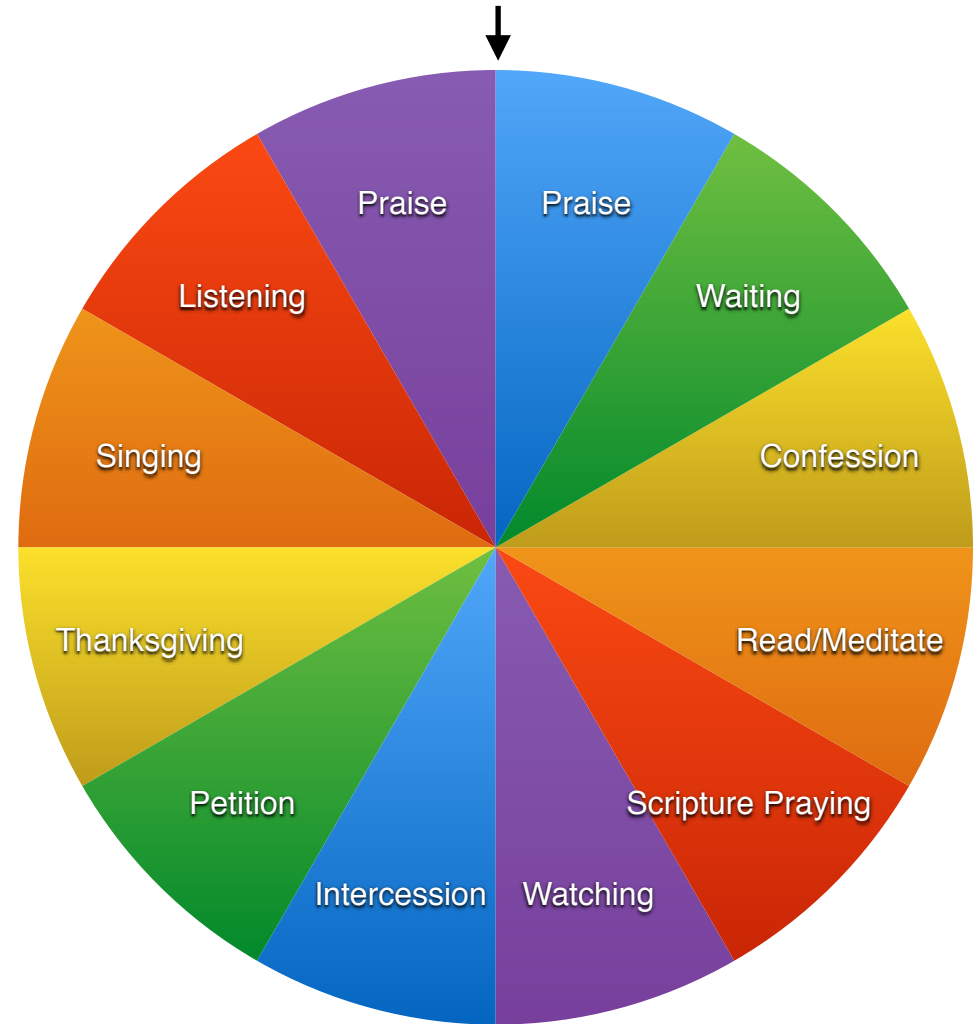 Praise
Waiting
Confession
Read/Meditate
Scripture Praying
Watching
Intercession
Petition
Thanksgiving
Singing
Listening
Praise